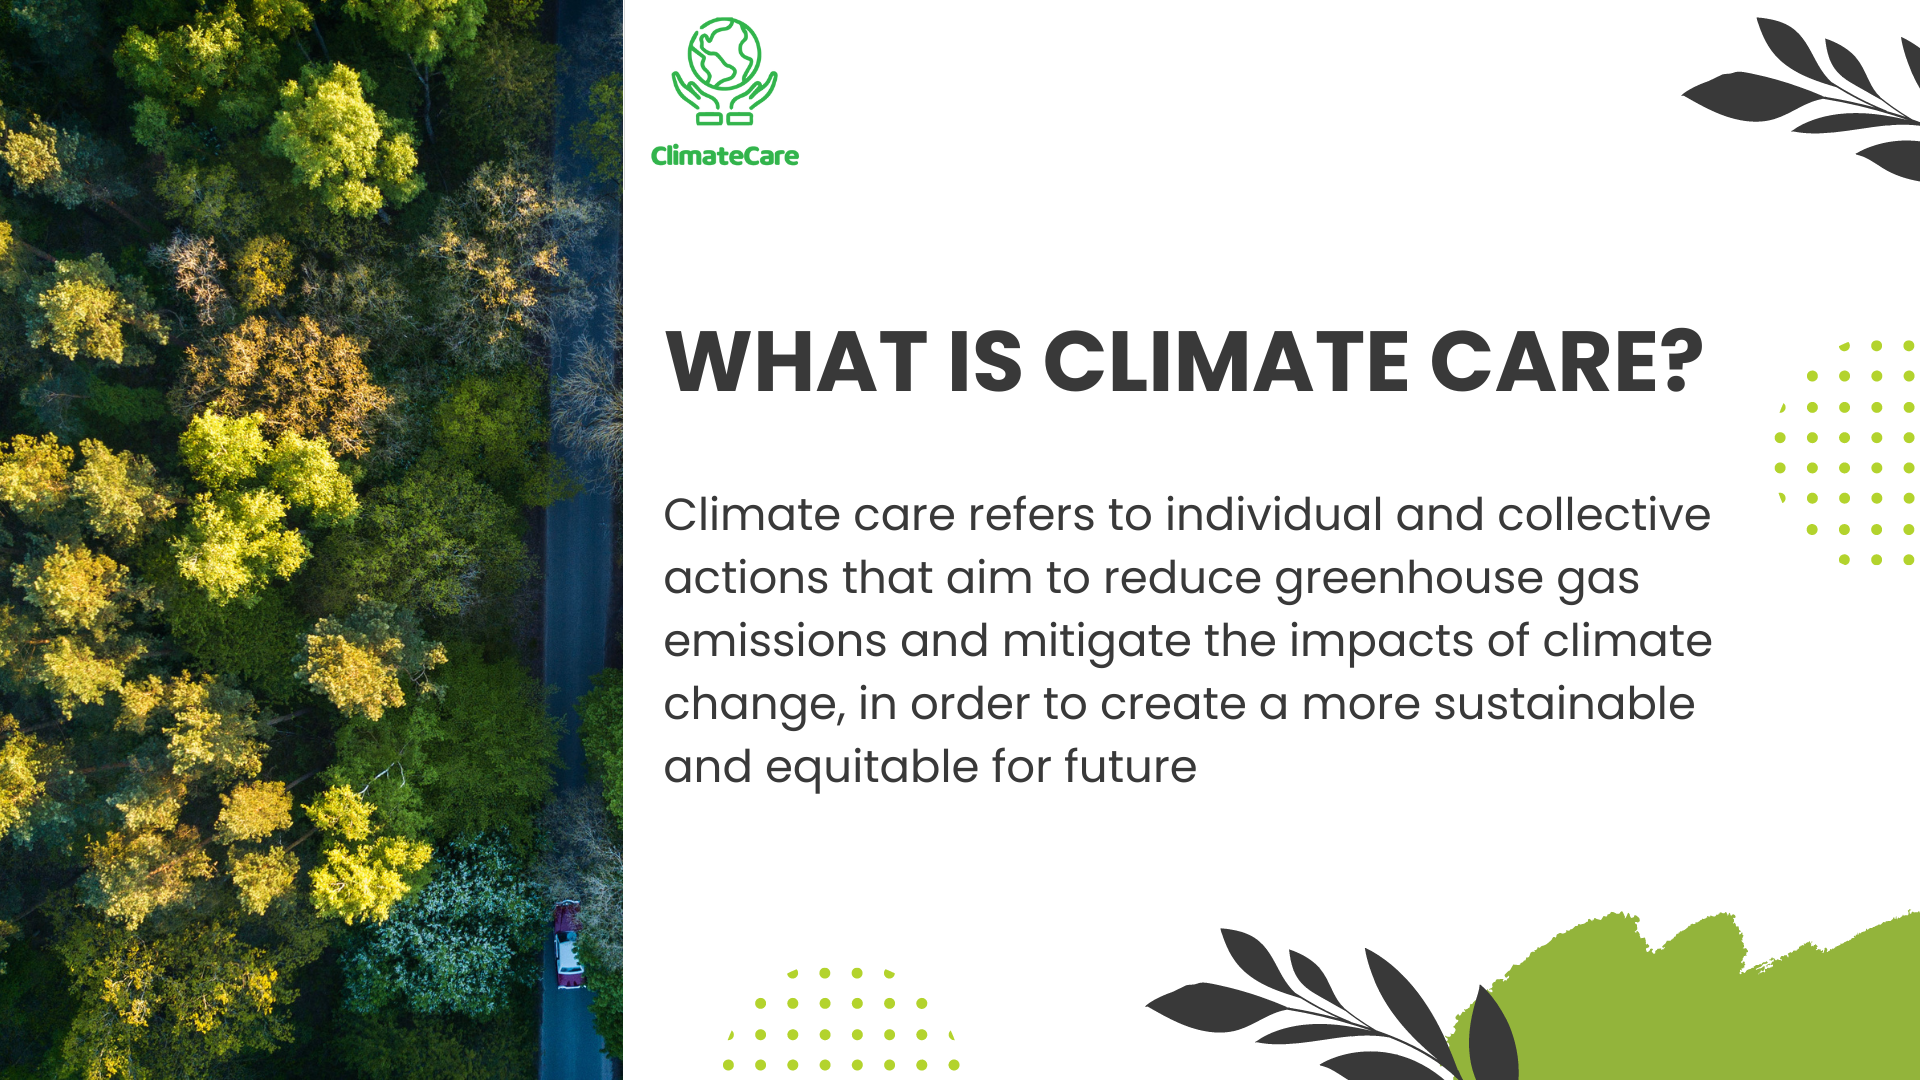 ClimateCare
WHAT IS CLIMATE CARE?
Climate care refers to individual and collective
actions that aim to reduce greenhouse gas
emissions and mitigate the impacts of climate
change, in order to create a more sustainable
and equitable for future